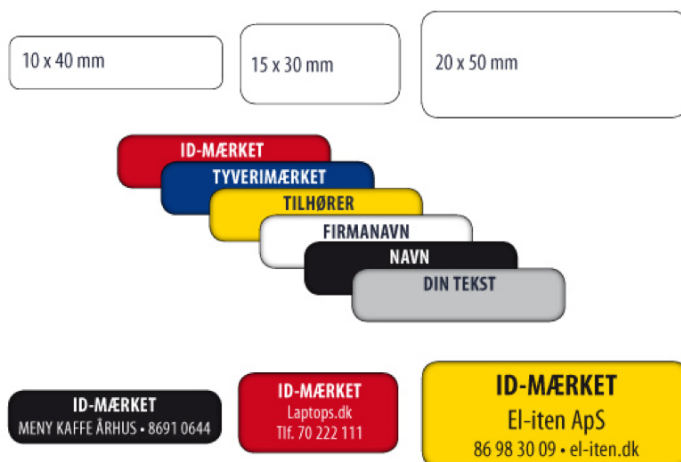 10 x 40 mm
15 x 30 mm
20 x 50 mm
ID-MÆRKET
TYVERIMÆRKET
TILHØRER
FIRMANAVN
NAVN
DIN TEKST
ID-MÆRKET
MENY KAFFE ÅRHUS • 8691 0644
ID-MÆRKET
Laptops.dk
Tlf. 70 222 111
ID-MÆRKET
El-iten ApS
86 98 30 09 • el-iten.dk